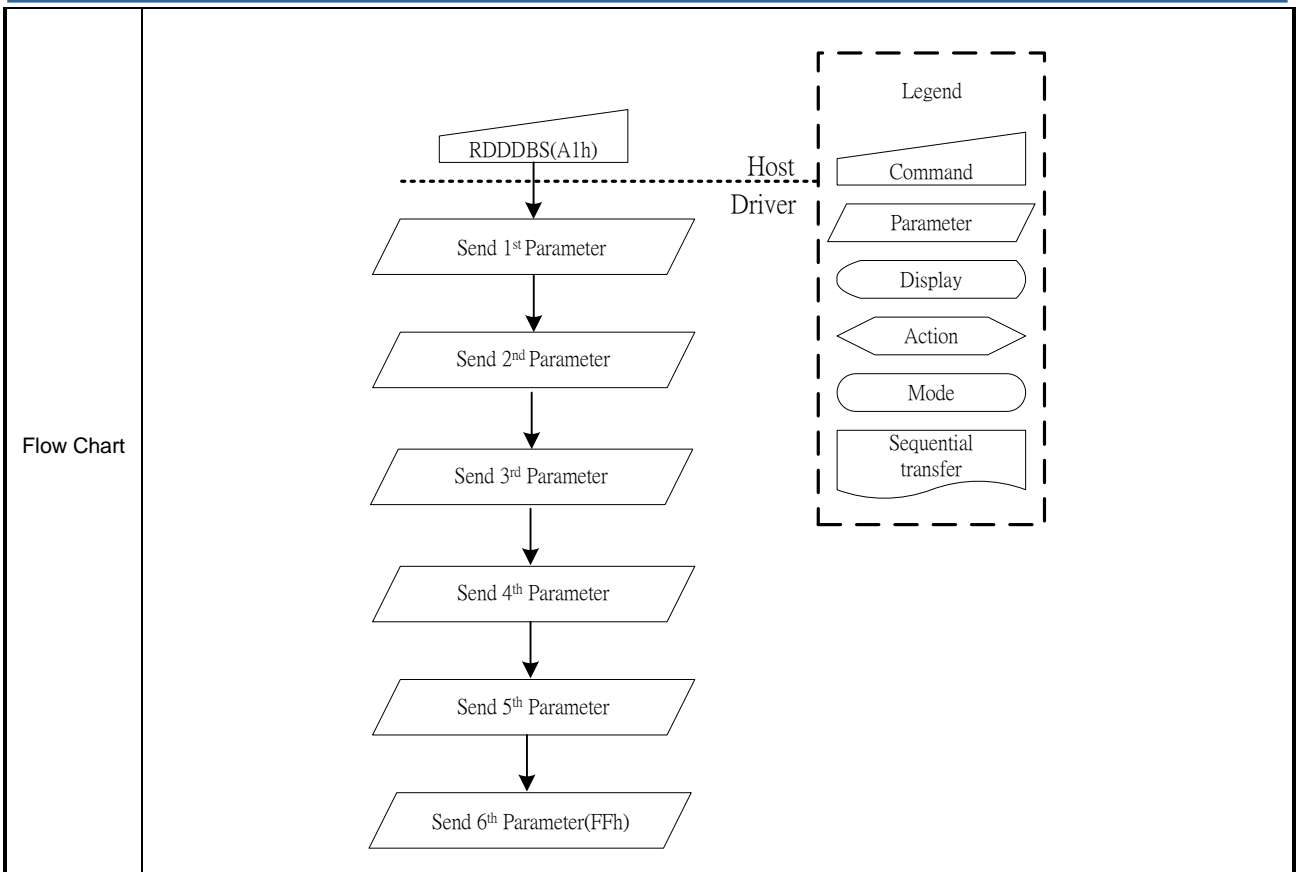 Flow Chart
RDDDBS(A1h)
Host
Driver
Send 1st Parameter
Send 2nd Parameter
Send 3rd Parameter
Send 4th Parameter
Send 5th Parameter
Send 6th Parameter(FFh)
Legend
Command
Parameter
Display
Action
Mode
Sequential
transfer